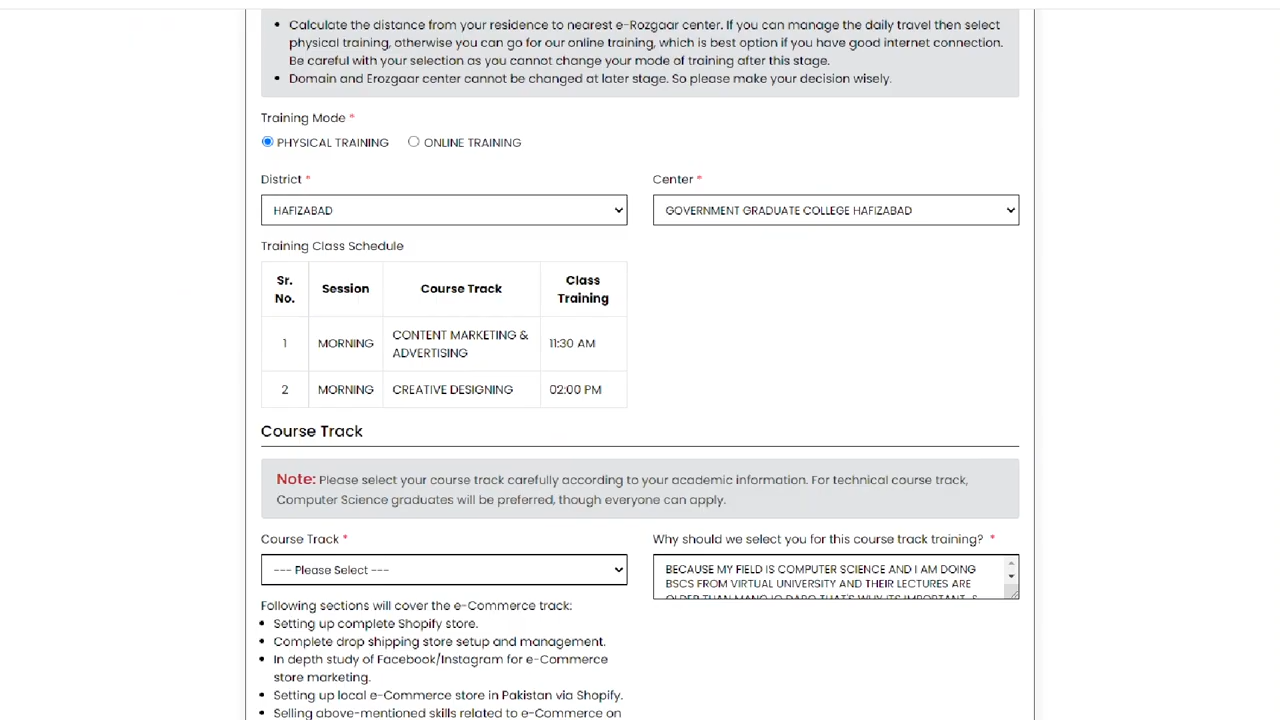 Calculate the distance from your residence to nearest e-Rozgaar center. If you can manage the daily travel then select
physical training, otherwise you can go for our online training, which is best option if you have good internet connection.
Be careful with your selection as you cannot change your mode of training after this stage.
Domain and Erozgaar center cannot be changed at later stage. So please make your decision wisely.
Training Mode *
PHYSICAL TRAINING ONLINE TRAINING
District * Center *
HAFIZABAD GOVERNMENT GRADUATE COLLEGE HAFIZABAD
Training Class Schedule
Sr. No. Session Course Track Class Training
1 MORNING CONTENT MARKETING & ADVERTISING 11:30 AM
2 MORNING CREATIVE DESIGNING 02:00 PM
Course Track
Note: Please select your course track carefully according to your academic information. For technical course track,
Computer Science graduates will be preferred, though everyone can apply.
Course Track * Why should we select you for this course track training? *
--- Please Select --- BECAUSE MY FIELD IS COMPUTER SCIENCE AND I AM DOING
BSCS FROM VIRTUAL UNIVERSITY AND THEIR LECTURES ARE
OLDER THAN MANO JO DARO THAT'S WHY ITS IMPORTANT
Following sections will cover the e-Commerce track:
Setting up complete Shopify store.
Complete drop shipping store setup and management.
In depth study of Facebook/Instagram for e-Commerce
store marketing.
Setting up local e-Commerce store in Pakistan via Shopify.
Selling above-mentioned skills related to e-Commerce on